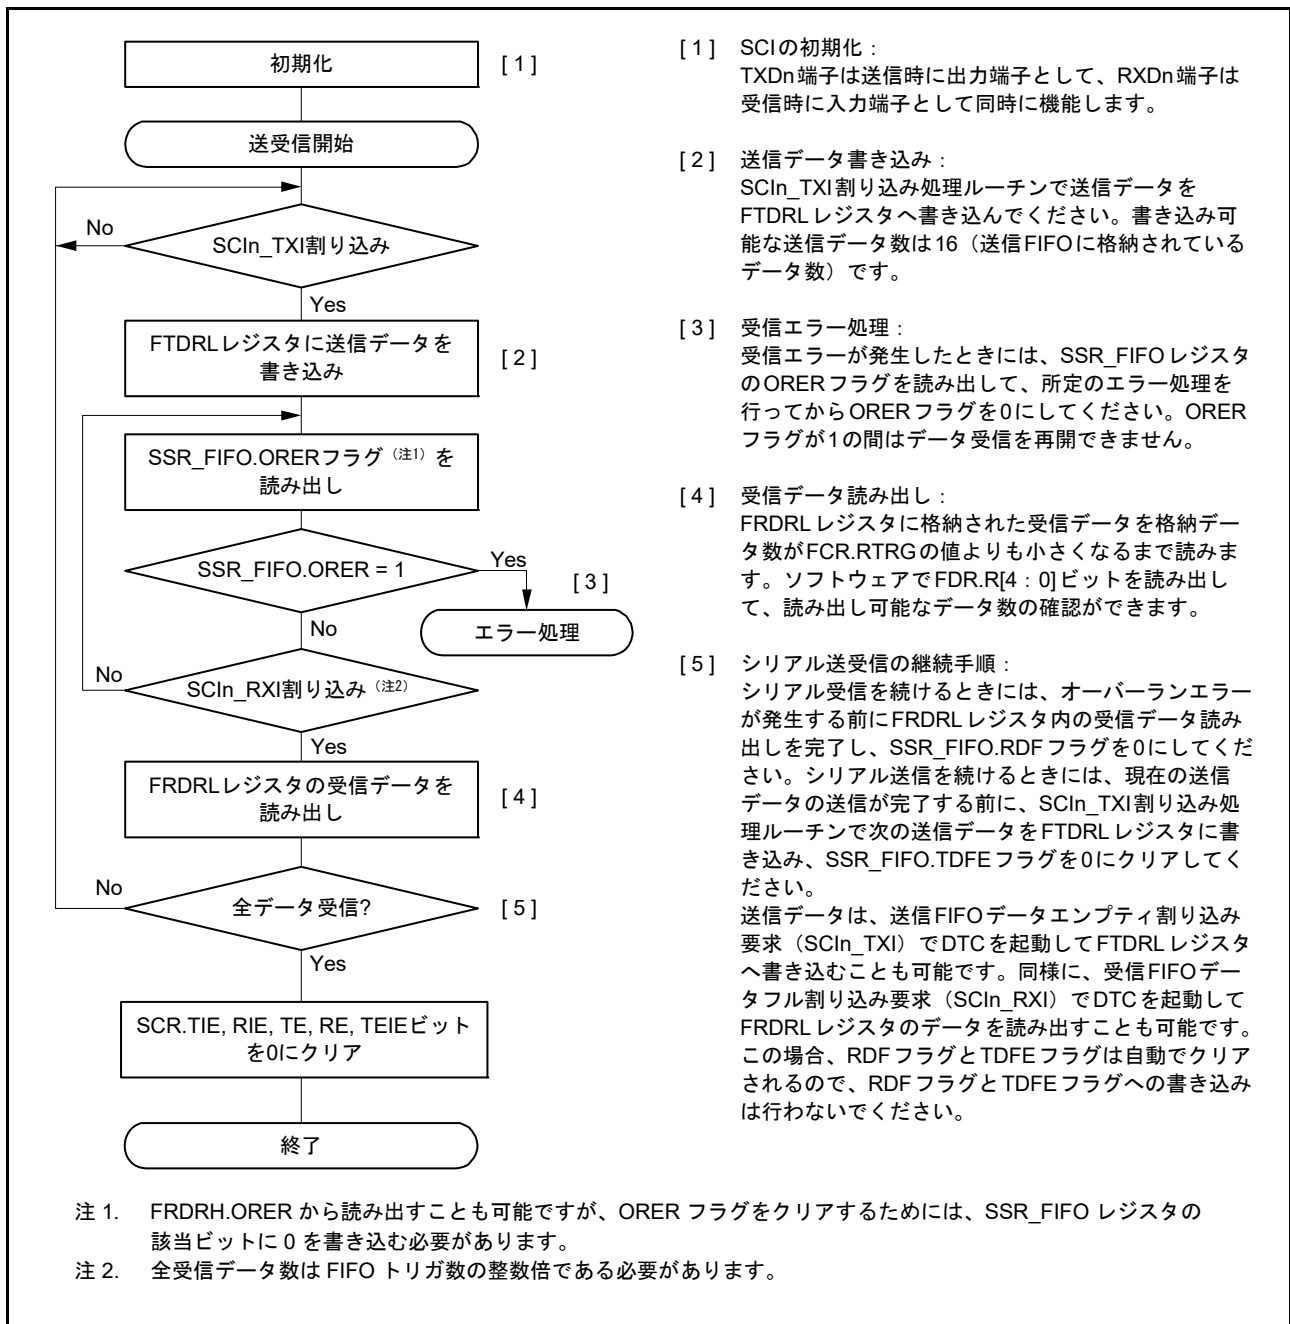 初期化
[ 1 ]
送受信開始
No
SCIn_TXI割り込み
Yes
FTDRLレジスタに送信データを
書き込み
[ 2 ]
SSR_FIFO.ORERフラグ（注1）を
読み出し
SSR_FIFO.ORER = 1
Yes
[ 3 ]
エラー処理
No
No
SCIn_RXI割り込み（注2）
Yes
FRDRLレジスタの受信データを
読み出し
[ 4 ]
No
全データ受信?
[ 5 ]
Yes
SCR.TIE, RIE, TE, RE, TEIEビット
を0にクリア
終了
[ 1 ] SCIの初期化：
TXDn端子は送信時に出力端子として、RXDn端子は
受信時に入力端子として同時に機能します。
[ 2 ] 送信データ書き込み：
SCIn_TXI割り込み処理ルーチンで送信データを
FTDRLレジスタへ書き込んでください。書き込み可
能な送信データ数は16（送信FIFOに格納されている
データ数）です。
[ 3 ] 受信エラー処理：
受信エラーが発生したときには、SSR_FIFOレジスタ
のORERフラグを読み出して、所定のエラー処理を
行ってからORERフラグを0にしてください。ORER
フラグが1の間はデータ受信を再開できません。
[ 4 ] 受信データ読み出し：
FRDRLレジスタに格納された受信データを格納デー
タ数がFCR.RTRGの値よりも小さくなるまで読みま
す。ソフトウェアでFDR.R[4：0]ビットを読み出し
て、読み出し可能なデータ数の確認ができます。
[ 5 ] シリアル送受信の継続手順：
シリアル受信を続けるときには、オーバーランエラー
が発生する前にFRDRLレジスタ内の受信データ読み
出しを完了し、SSR_FIFO.RDFフラグを0にしてくだ
さい。シリアル送信を続けるときには、現在の送信
データの送信が完了する前に、SCIn_TXI割り込み処
理ルーチンで次の送信データをFTDRLレジスタに書
き込み、SSR_FIFO.TDFEフラグを0にクリアしてく
ださい。
送信データは、送信FIFOデータエンプティ割り込み
要求（SCIn_TXI）でDTCを起動してFTDRLレジスタ
へ書き込むことも可能です。同様に、受信FIFOデー
タフル割り込み要求（SCIn_RXI）でDTCを起動して
FRDRLレジスタのデータを読み出すことも可能です。
この場合、RDFフラグとTDFEフラグは自動でクリア
されるので、RDFフラグとTDFEフラグへの書き込み
は行わないでください。
注 1. FRDRH.ORER から読み出すことも可能ですが、ORER フラグをクリアするためには、SSR_FIFO レジスタの
該当ビットに 0 を書き込む必要があります。
注 2. 全受信データ数は FIFO トリガ数の整数倍である必要があります。